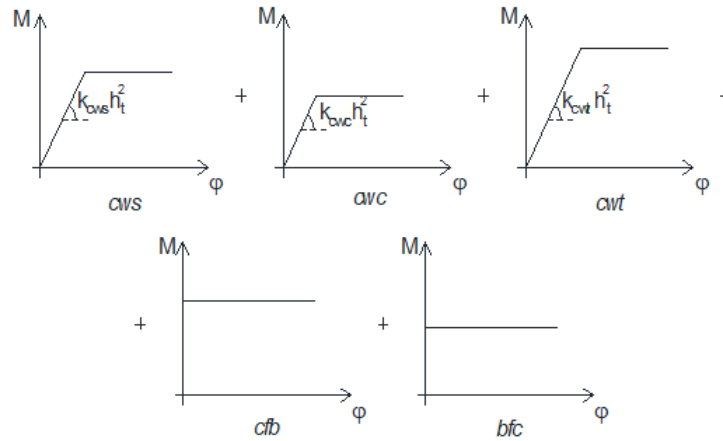 M
k_cws h_t^2
φ
cws
+
M
k_cwc h_t^2
φ
cwc
+
M
k_cwt h_t^2
φ
cwt
+
M
φ
cfb
+
M
φ
bfc